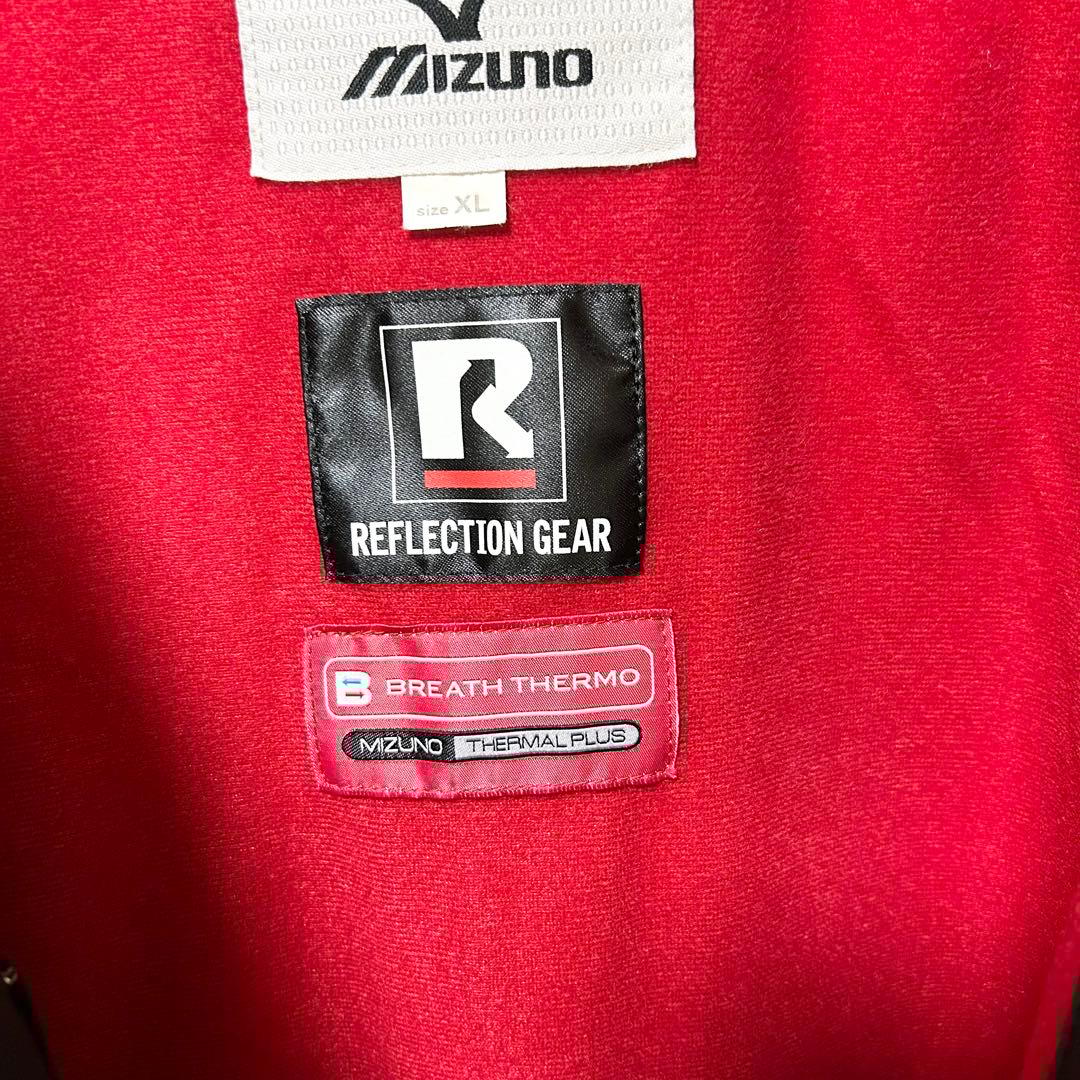 MIZUNO
size XL
R
REFLECTION GEAR
B BREATH THERMO
MIZUNO THERMAL PLUS